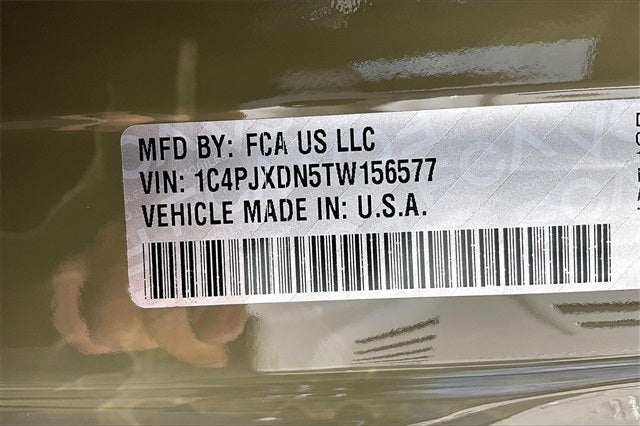 MFD BY: FCA US LLC
VIN: 1C4PJXDN5TW156577
VEHICLE MADE IN: U.S.A.